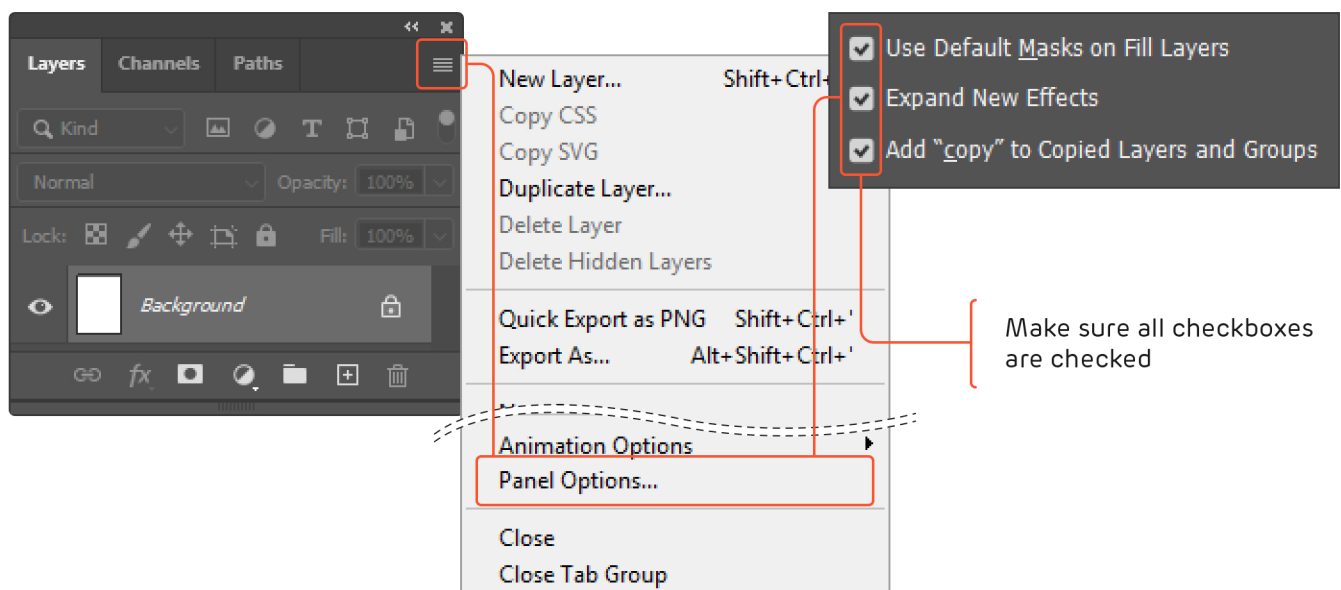 Layers Channels Paths
Kind
Normal Opacity: 100%
Lock: Fill: 100%
Background
fx
New Layer... Shift+Ctrl+
Copy CSS
Copy SVG
Duplicate Layer...
Delete Layer
Delete Hidden Layers
Quick Export as PNG Shift+Ctrl+'
Export As... Alt+Shift+Ctrl+'
Animation Options
Panel Options...
Close
Close Tab Group
Use Default Masks on Fill Layers
Expand New Effects
Add “copy” to Copied Layers and Groups
Make sure all checkboxes
are checked